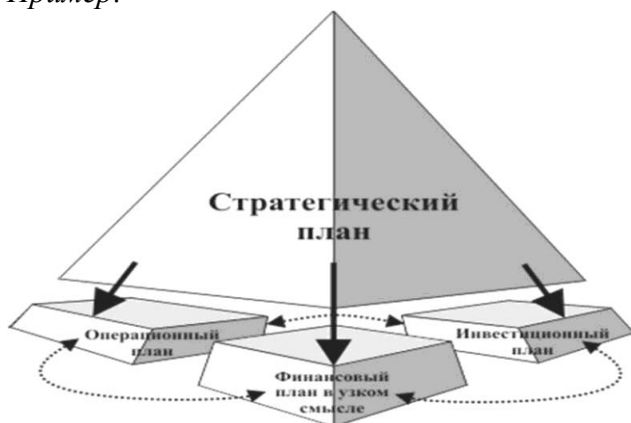 Пример:
Стратегический
план
Операционный
план
Инвестиционный
план
Финансовый
план в узком
смысле